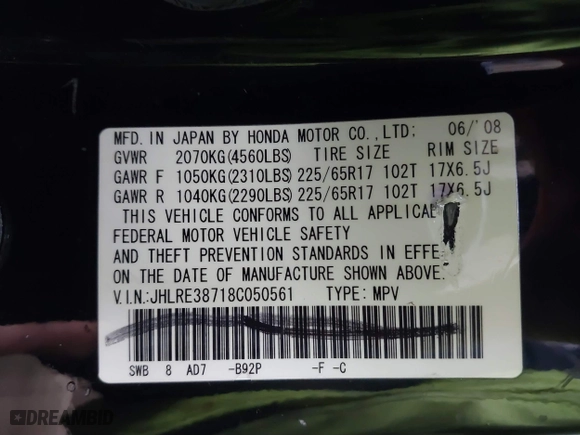 MFD. IN JAPAN BY HONDA MOTOR CO.,LTD: 06/'08
GVWR 2070KG(4560LBS) TIRE SIZE RIM SIZE
GAWR F 1050KG(2310LBS) 225/65R17 102T 17X6.5J
GAWR R 1040KG(2290LBS) 225/65R17 102T 17X6.5J
THIS VEHICLE CONFORMS TO ALL APPLICA
FEDERAL MOTOR VEHICLE SAFETY
AND THEFT PREVENTION STANDARDS IN EFFE
ON THE DATE OF MANUFACTURE SHOWN ABOVE.
V.I.N.:JHLRE38718C050561 TYPE: MPV
SWB 8 AD7 -B92P -F -C
DREAMBID